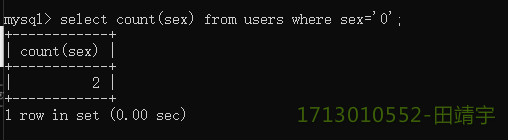 mysql> select count(sex) from users where sex='0';
+------------+
| count(sex) |
+------------+
|          2 |
+------------+
1 row in set (0.00 sec)
1713010552-田靖宇